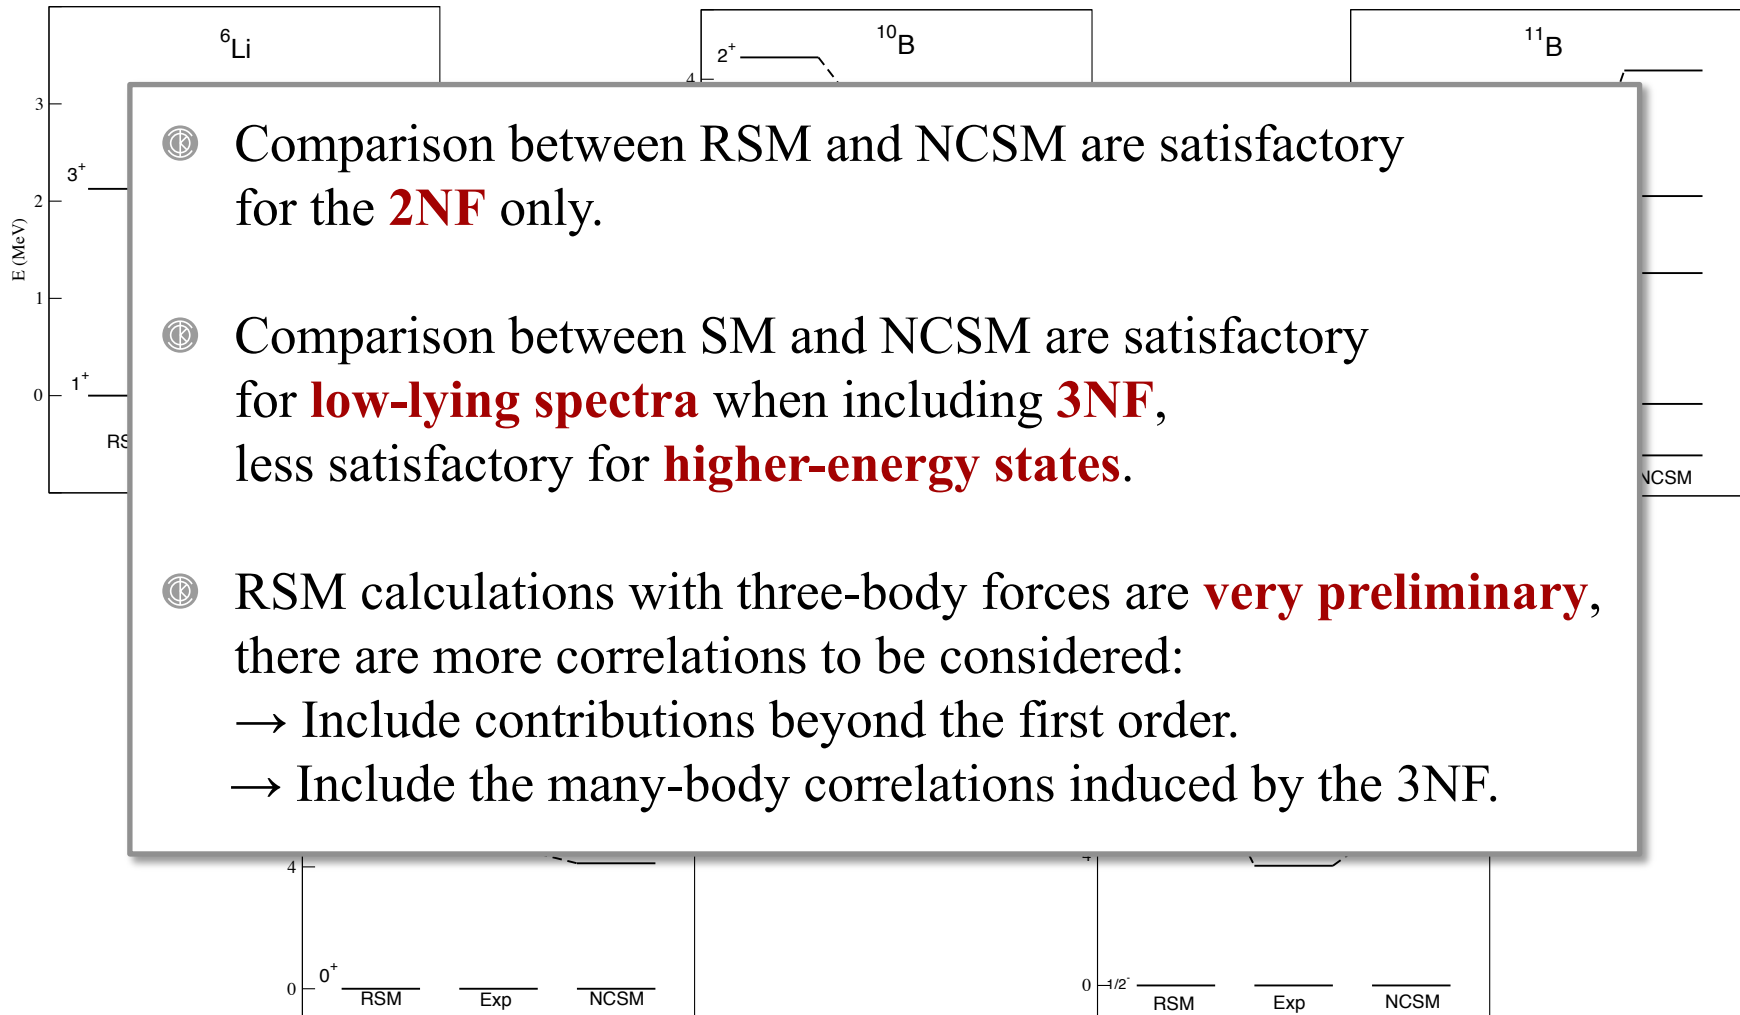 ⁶Li
¹⁰B
¹¹B
2⁺
4
3
3⁺
2
E (MeV)
1
0
1⁺
Comparison between RSM and NCSM are satisfactory
for the 2NF only.
Comparison between SM and NCSM are satisfactory
for low-lying spectra when including 3NF,
less satisfactory for higher-energy states.
NCSM
RSM calculations with three-body forces are very preliminary,
there are more correlations to be considered:
→ Include contributions beyond the first order.
→ Include the many-body correlations induced by the 3NF.
4
4
0⁺
0
RSM Exp NCSM
0
1/2⁻
RSM Exp NCSM